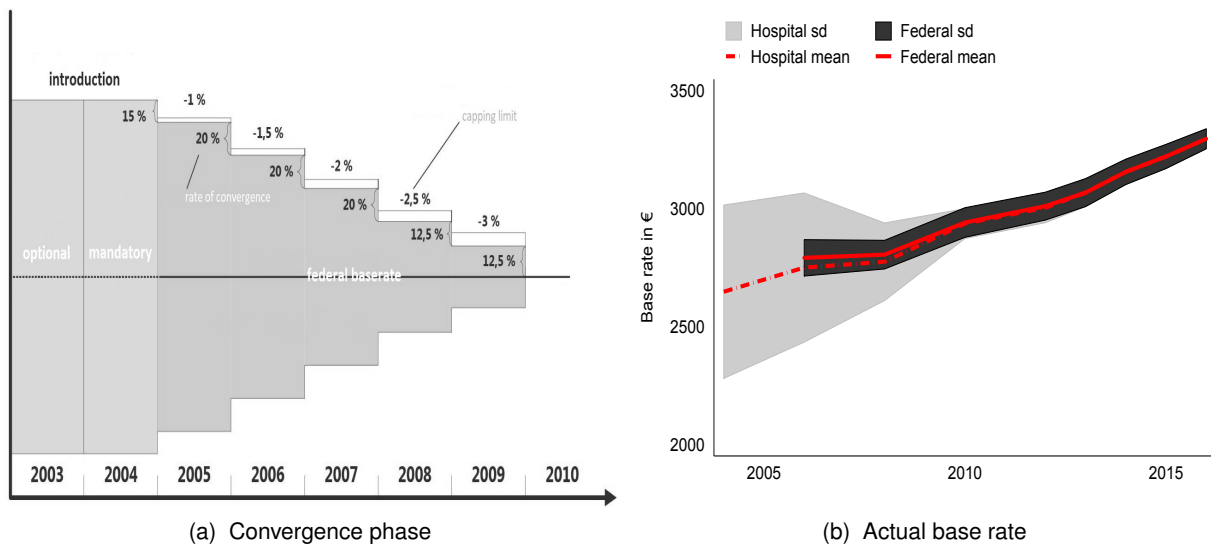 introduction
-1 %
15 %
20 %
-1,5 %
capping limit
20 %
-2 %
rate of convergence
20 %
-2,5 %
12,5 %
-3 %
optional
mandatory
12,5 %
federal baserate
2003 2004 2005 2006 2007 2008 2009 2010
(a) Convergence phase
Hospital sd
Federal sd
Hospital mean
Federal mean
Base rate in €
3500
3000
2500
2000
2005 2010 2015
(b) Actual base rate